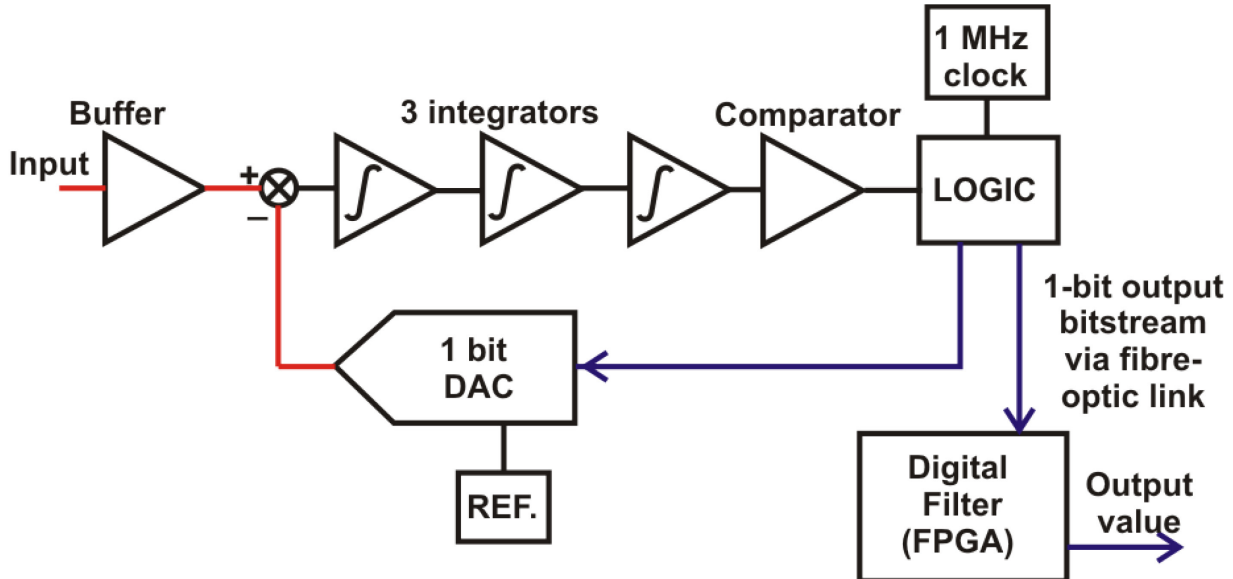 1 MHz
clock
Buffer
3 integrators
Comparator
Input
+
−
LOGIC
1-bit output
bitstream
via fibre-
optic link
1 bit
DAC
REF.
Digital
Filter
(FPGA)
Output
value